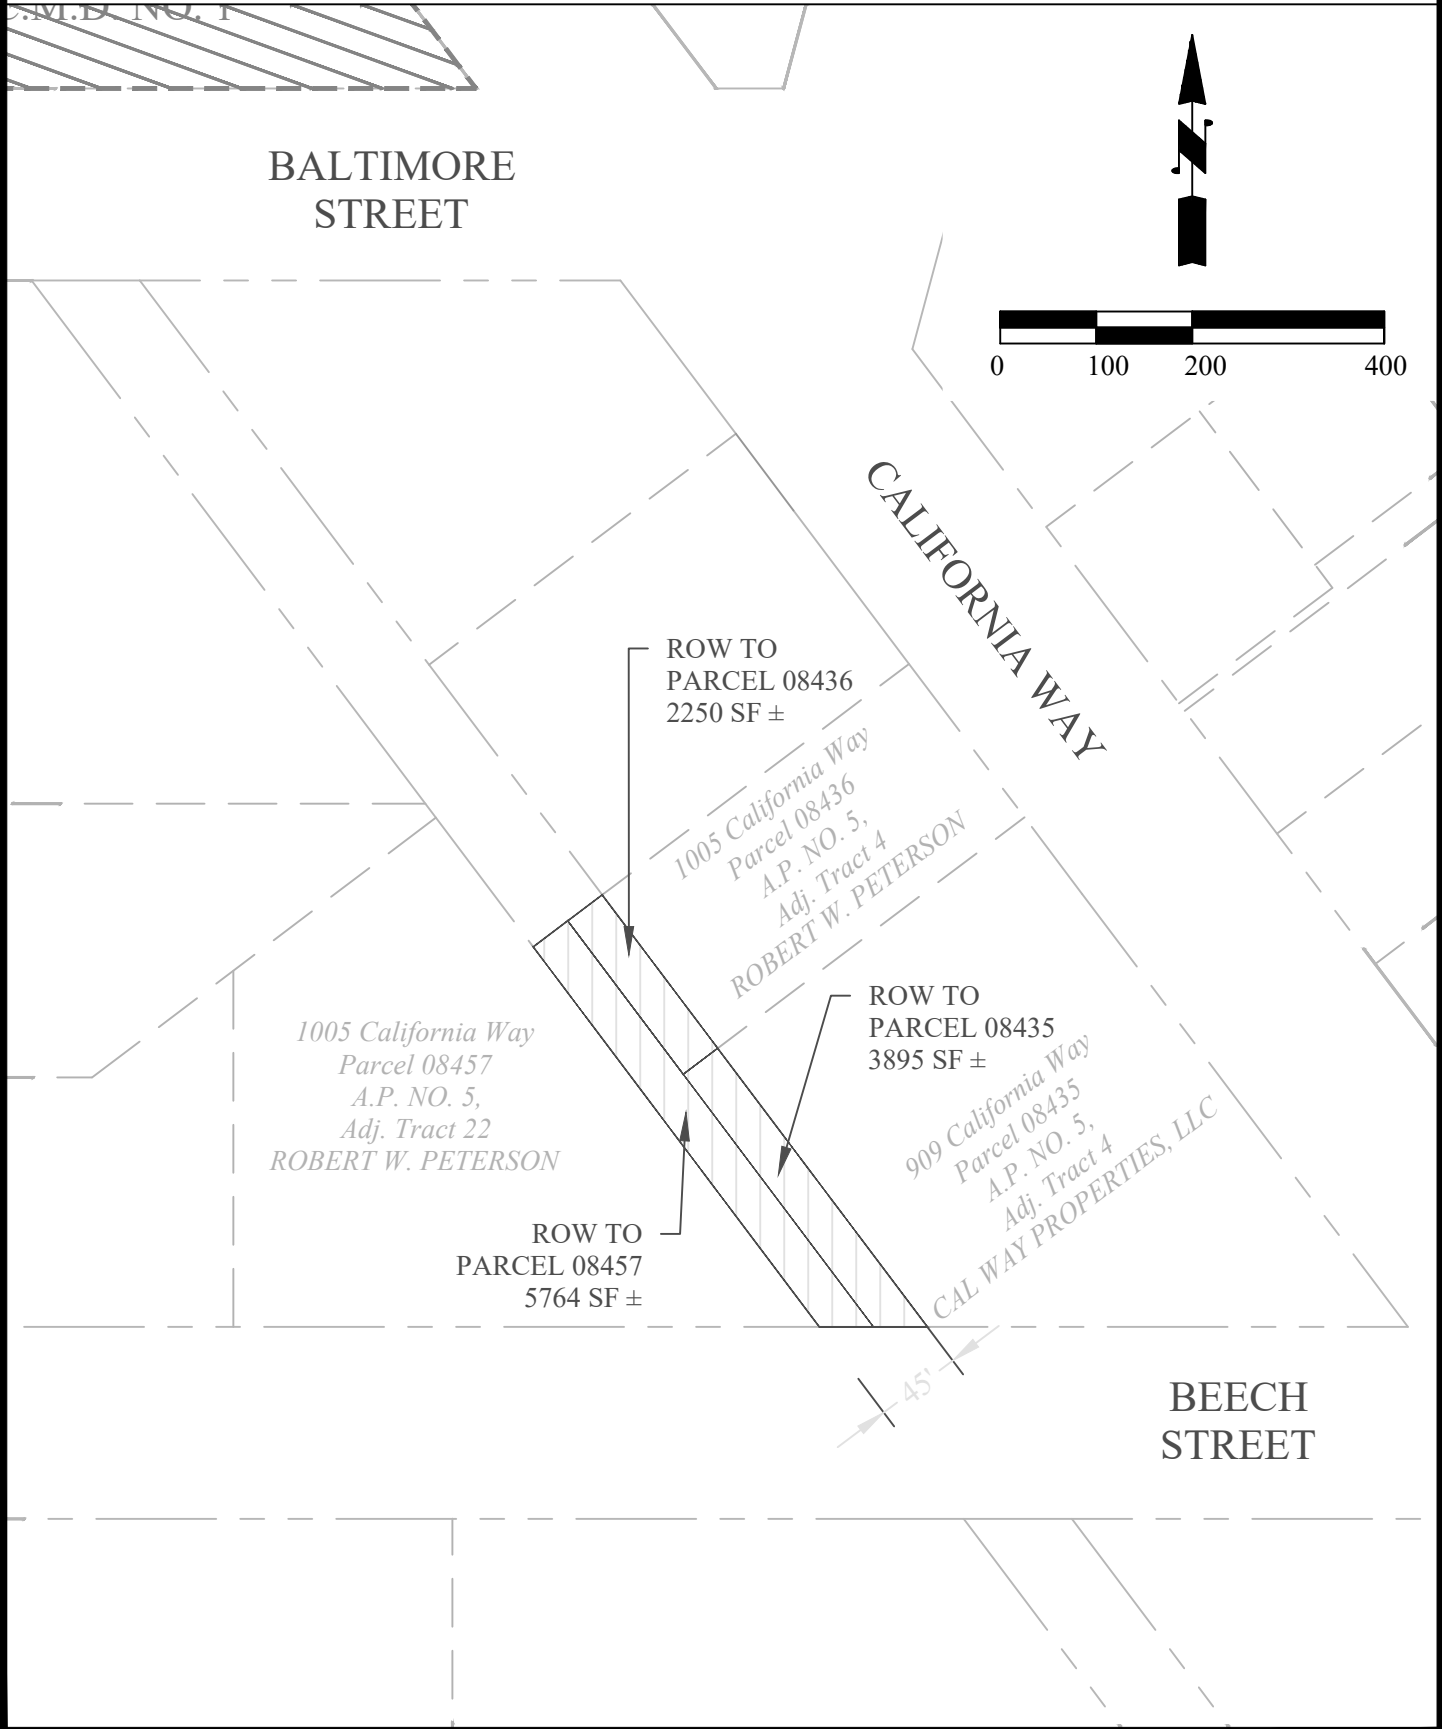 C.M.D. NO. 1
BALTIMORE
STREET
N
0 100 200 400
CALIFORNIA WAY
ROW TO
PARCEL 08436
2250 SF ±
1005 California Way
Parcel 08436
A.P. NO. 5,
Adj. Tract 4
ROBERT W. PETERSON
ROW TO
PARCEL 08435
3895 SF ±
1005 California Way
Parcel 08457
A.P. NO. 5,
Adj. Tract 22
ROBERT W. PETERSON
909 California Way
Parcel 08435
A.P. NO. 5,
Adj. Tract 4
CAL WAY PROPERTIES, LLC
ROW TO
PARCEL 08457
5764 SF ±
45'
BEECH
STREET